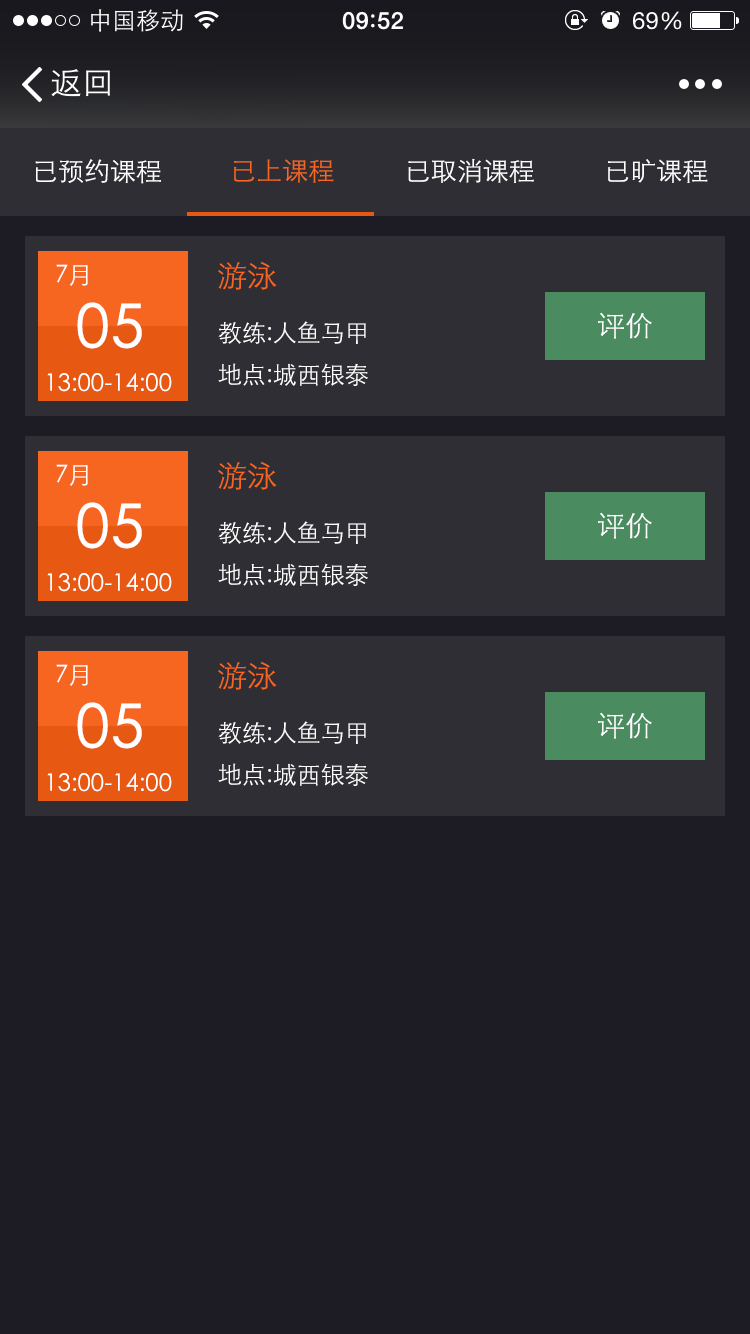 中国移动 09:52 69%
返回
已预约课程 已上课程 已取消课程 已旷课程
7月
05
13:00-14:00
游泳
教练:人鱼马甲
地点:城西银泰
评价
7月
05
13:00-14:00
游泳
教练:人鱼马甲
地点:城西银泰
评价
7月
05
13:00-14:00
游泳
教练:人鱼马甲
地点:城西银泰
评价